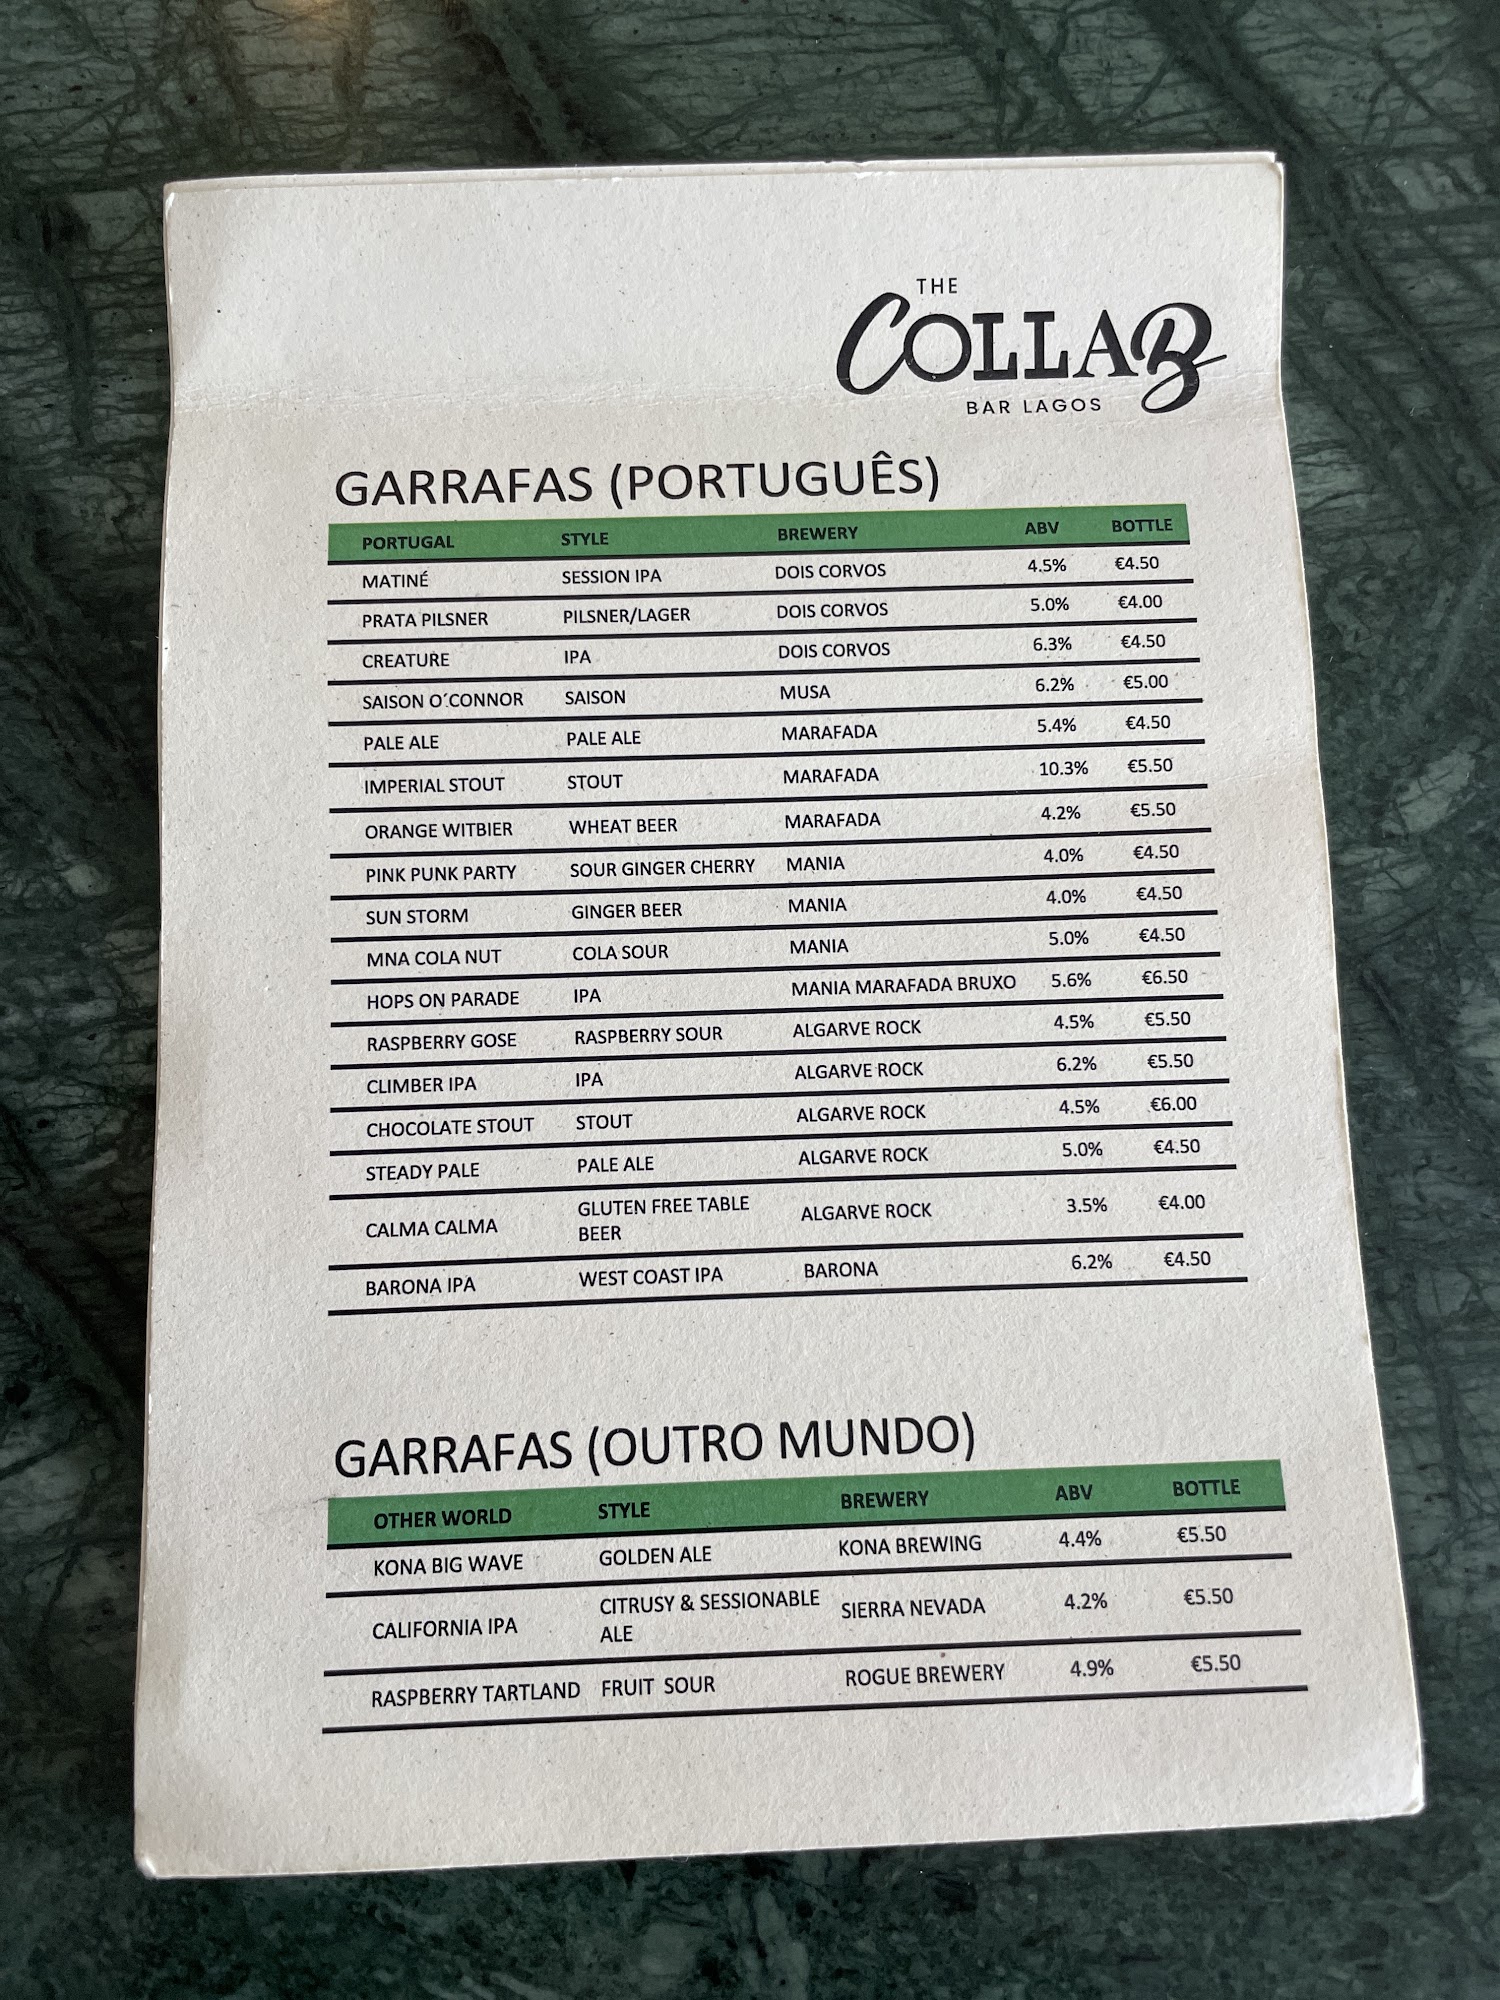 THE
COLLAB
BAR LAGOS
GARRAFAS (PORTUGUÊS)
PORTUGAL STYLE BREWERY ABV BOTTLE
MATINÉ SESSION IPA DOIS CORVOS 4.5% €4.50
PRATA PILSNER PILSNER/LAGER DOIS CORVOS 5.0% €4.00
CREATURE IPA DOIS CORVOS 6.3% €4.50
SAISON O´CONNOR SAISON MUSA 6.2% €5.00
PALE ALE PALE ALE MARAFADA 5.4% €4.50
IMPERIAL STOUT STOUT MARAFADA 10.3% €5.50
ORANGE WITBIER WHEAT BEER MARAFADA 4.2% €5.50
PINK PUNK PARTY SOUR GINGER CHERRY MANIA 4.0% €4.50
SUN STORM GINGER BEER MANIA 4.0% €4.50
MNA COLA NUT COLA SOUR MANIA 5.0% €4.50
HOPS ON PARADE IPA MANIA MARAFADA BRUXO 5.6% €6.50
RASPBERRY GOSE RASPBERRY SOUR ALGARVE ROCK 4.5% €5.50
CLIMBER IPA IPA ALGARVE ROCK 6.2% €5.50
CHOCOLATE STOUT STOUT ALGARVE ROCK 4.5% €6.00
STEADY PALE PALE ALE ALGARVE ROCK 5.0% €4.50
CALMA CALMA GLUTEN FREE TABLE ALGARVE ROCK 3.5% €4.00
BEER
BARONA IPA WEST COAST IPA BARONA 6.2% €4.50
GARRAFAS (OUTRO MUNDO)
OTHER WORLD STYLE BREWERY ABV BOTTLE
KONA BIG WAVE GOLDEN ALE KONA BREWING 4.4% €5.50
CALIFORNIA IPA CITRUSY & SESSIONABLE SIERRA NEVADA 4.2% €5.50
ALE
RASPBERRY TARTLAND FRUIT SOUR ROGUE BREWERY 4.9% €5.50